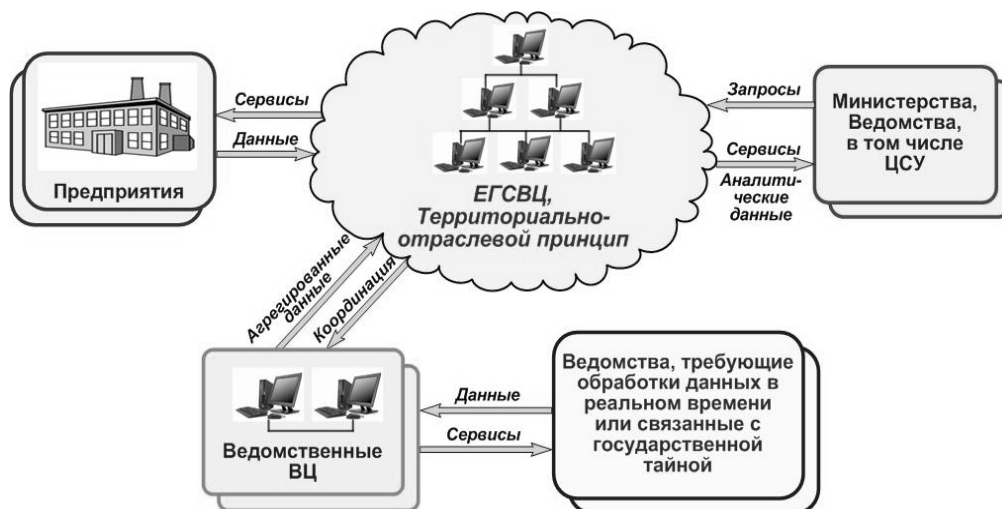 Предприятия
Сервисы
Данные
ЕГСВЦ,
Территориально-
отраслевой принцип
Запросы
Сервисы
Аналити-
ческие
данные
Министерства,
Ведомства,
в том числе
ЦСУ
Агрегированные
данные
Координация
Ведомственные
ВЦ
Данные
Сервисы
Ведомства, требующие
обработки данных в
реальном времени
или связанные с
государственной
тайной